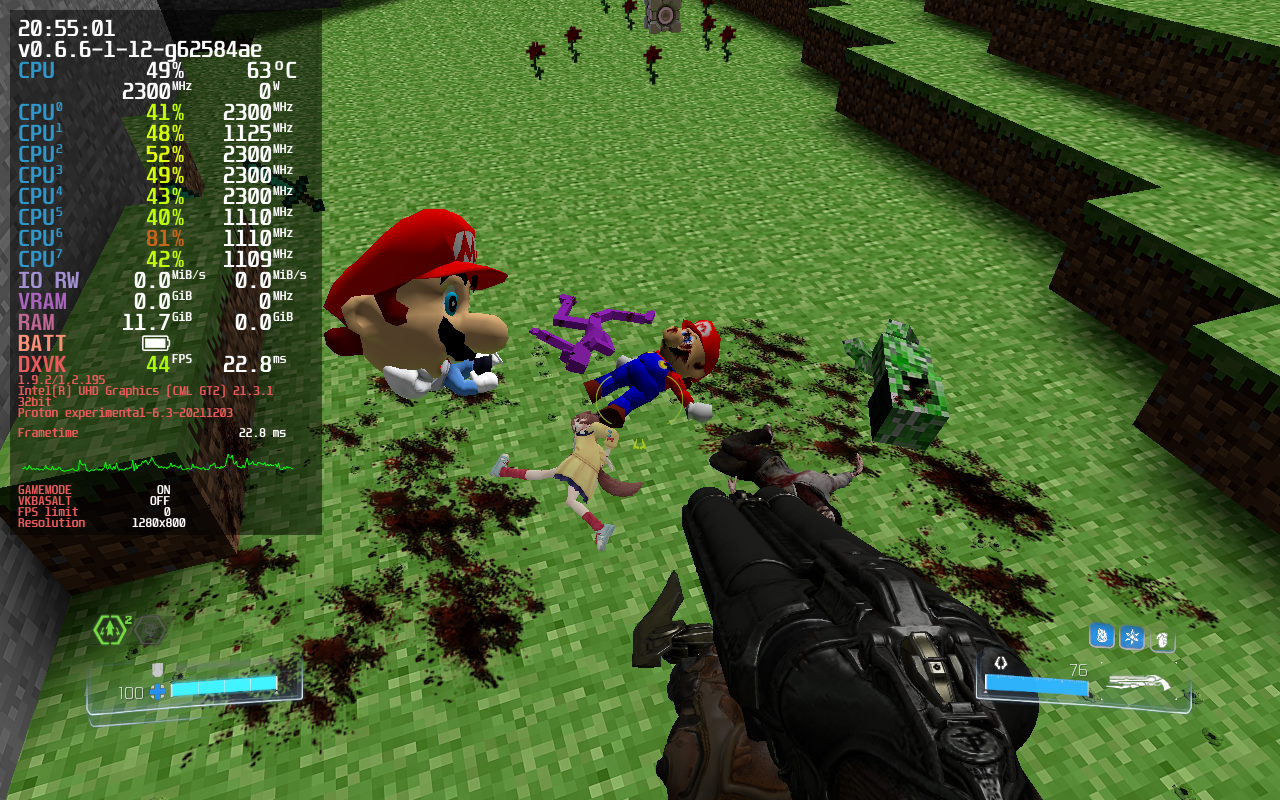 20:55:01
v0.6.6-1-12-g62584ae
CPU 49% 63°C
2300MHz 0W
CPU0 41% 2300MHz
CPU1 48% 1125MHz
CPU2 52% 2300MHz
CPU3 49% 2300MHz
CPU4 43% 2300MHz
CPU5 40% 1110MHz
CPU6 81% 1110MHz
CPU7 42% 1109MHz
IO RW 0.0MiB/s 0.0MiB/s
VRAM 0.0GiB 0MHz
RAM 11.7GiB 0.0GiB
BATT
DXVK 44FPS 22.8ms
1.9.2/1.2.195
Intel[R] UHD Graphics [CML GT2] 21.3.1
32bit
Proton experimental-6.3-20211203
Frametime 22.8 ms
GAMEMODE ON
VKBASALT OFF
FPS limit 0
Resolution 1280x800
M
2
100
76